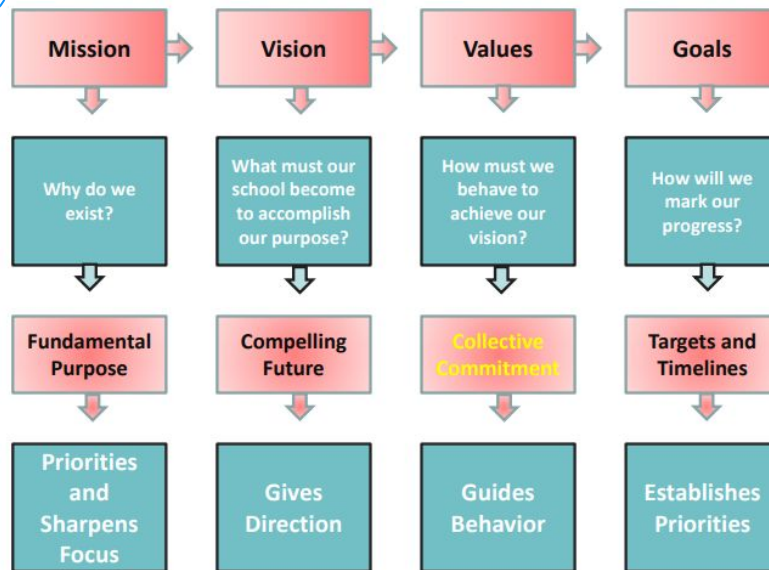 Mission
Vision
Values
Goals
Why do we
exist?
What must our
school become
to accomplish
our purpose?
How must we
behave to
achieve our
vision?
How will we
mark our
progress?
Fundamental
Purpose
Compelling
Future
Collective
Commitment
Targets and
Timelines
Priorities
and
Sharpens
Focus
Gives
Direction
Guides
Behavior
Establishes
Priorities